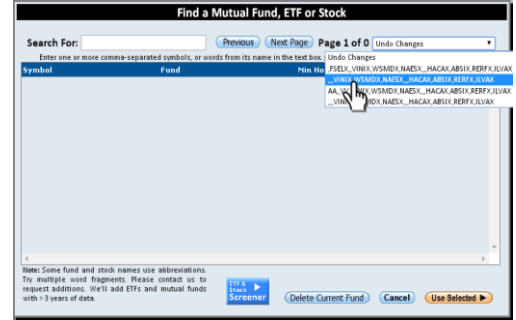 Find a Mutual Fund, ETF or Stock
Search For: Previous Next Page Page 1 of 0 Undo Changes
Enter one or more comma-separated symbols, or words from its name in the text box
Undo Changes
Symbol Fund Min Ho
,FSELX,,VINIX,WSMDX,NAESX,,,HACAX,ABSIX,RERFX,ILVAX
,,,VINIX,WSMDX,NAESX,,,HACAX,ABSIX,RERFX,ILVAX
NAESX,,,HACAX,ABSIX,RERFX,ILVAX
NAESX,,,HACAX,ABSIX,RERFX,ILVAX
Note: Some fund and stock names use abbreviations.
Try multiple word fragments. Please contact us to
request additions. We'll add ETFs and mutual funds
with > 3 years of data.
ETF &
Stock
Screener
Delete Current Fund Cancel Use Selected